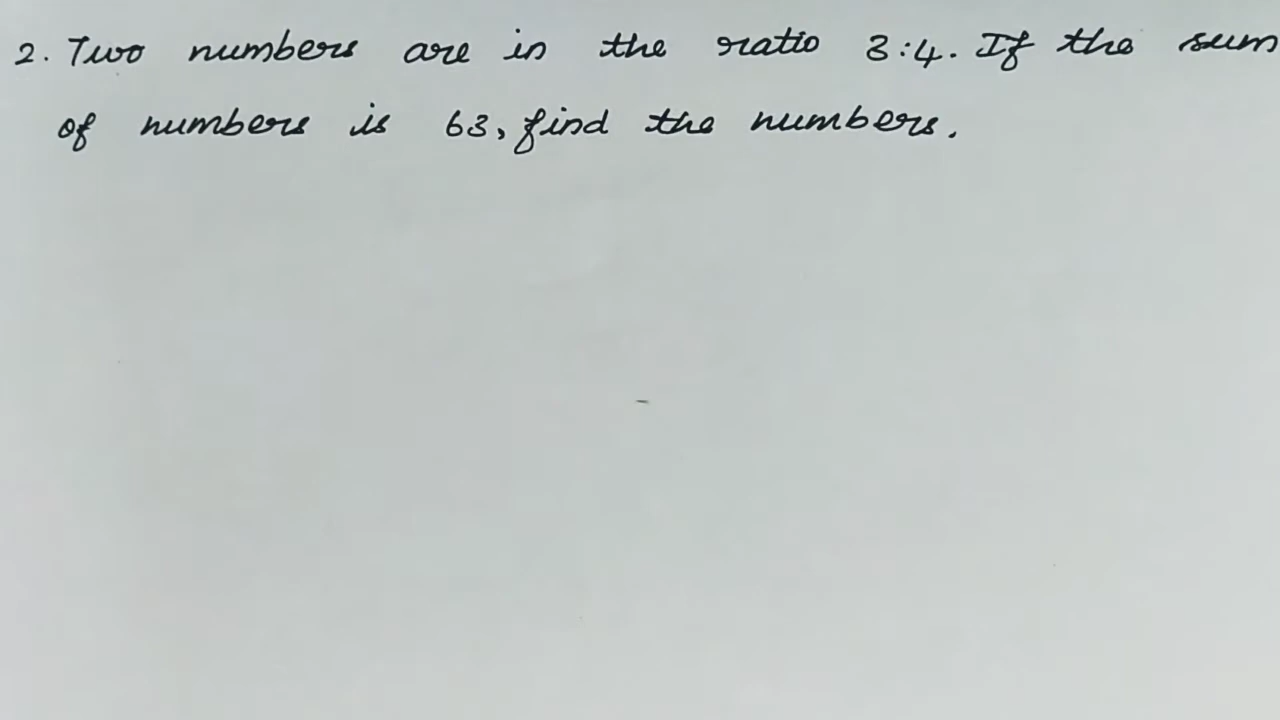 2. Two numbers are in the ratio 3:4. If the sum
of numbers is 63, find the numbers.